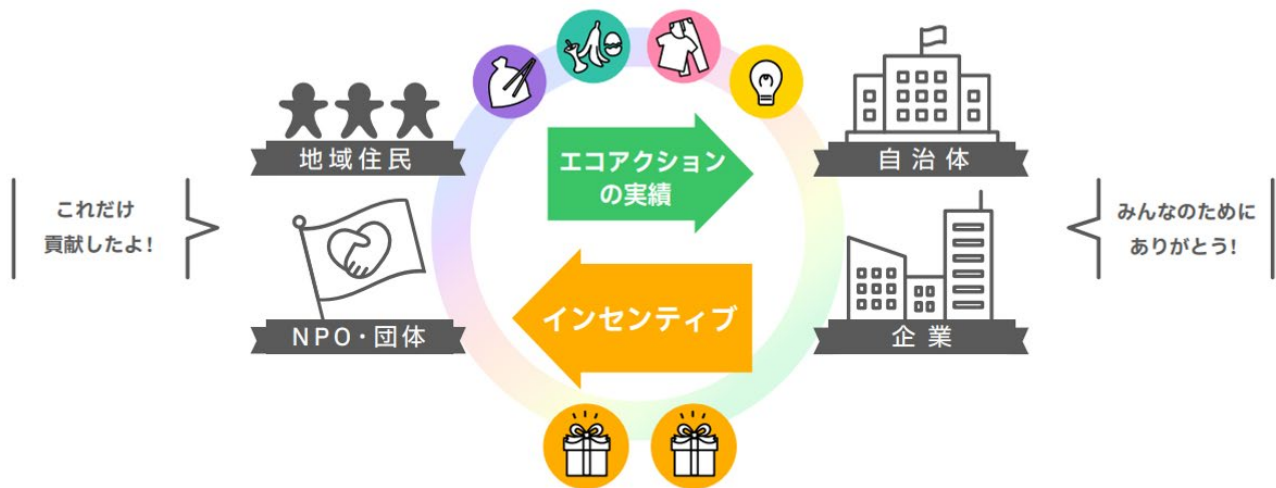 地域住民
これだけ
貢献したよ!
NPO・団体
エコアクション
の実績
インセンティブ
自治体
企業
みんなのために
ありがとう!